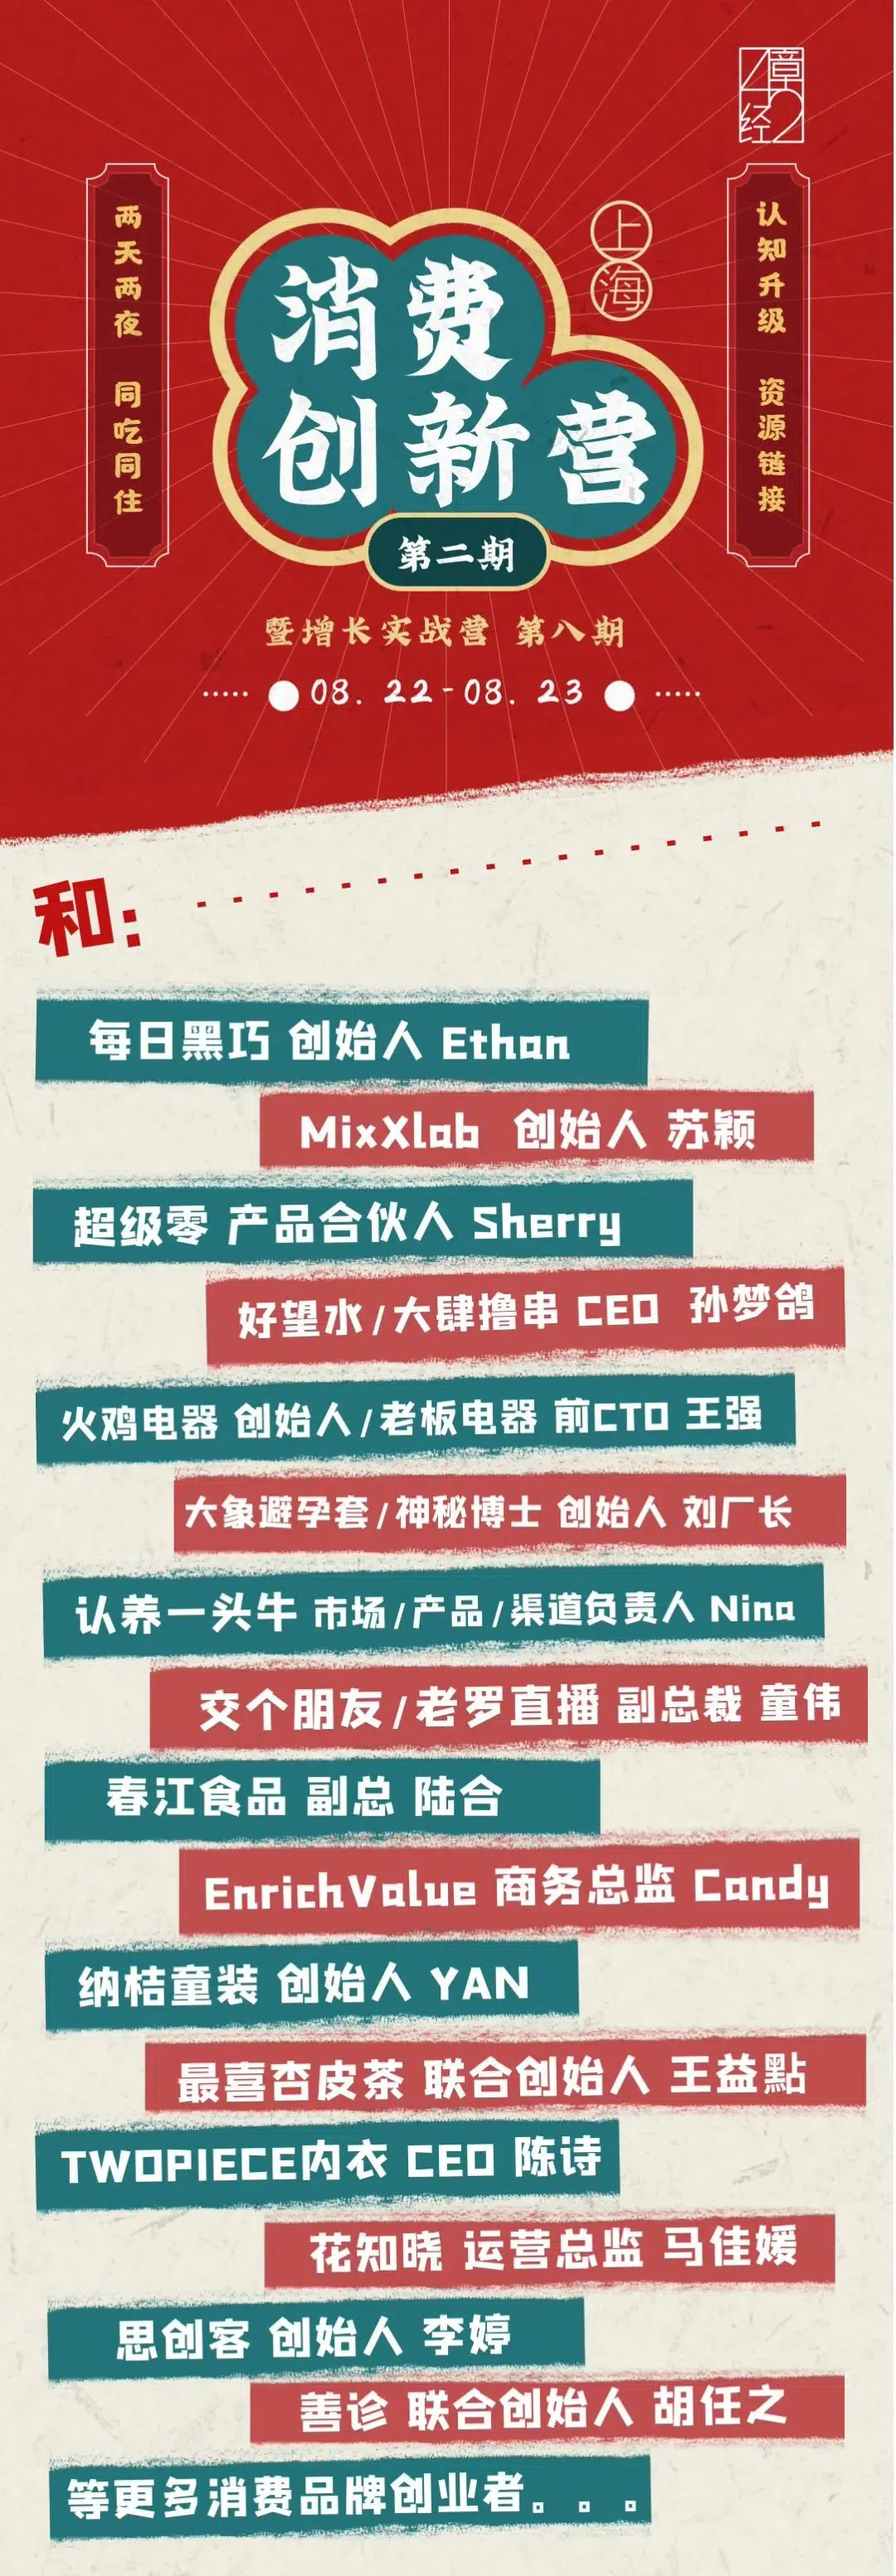 42章经
两天两夜 同吃同住
认知升级 资源链接
上海
消费
创新营
第二期
暨增长实战营 第八期
08. 22-08. 23
和:
每日黑巧 创始人 Ethan
MixXlab 创始人 苏颖
超级零 产品合伙人 Sherry
好望水/大肆撸串 CEO 孙梦鸽
火鸡电器 创始人/老板电器 前CTO 王强
大象避孕套/神秘博士 创始人 刘厂长
认养一头牛 市场/产品/渠道负责人 Nina
交个朋友/老罗直播 副总裁 童伟
春江食品 副总 陆合
EnrichValue 商务总监 Candy
纳桔童装 创始人 YAN
最喜杏皮茶 联合创始人 王益點
TWOPIECE内衣 CEO 陈诗
花知晓 运营总监 马佳媛
思创客 创始人 李婷
善诊 联合创始人 胡任之
等更多消费品牌创业者。。。